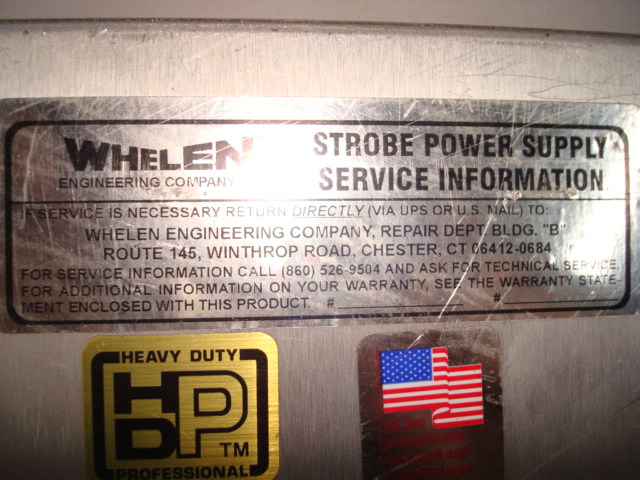 WHELEN
ENGINEERING COMPANY
STROBE POWER SUPPLY
SERVICE INFORMATION
IF SERVICE IS NECESSARY RETURN DIRECTLY (VIA UPS OR U.S. MAIL) TO:
WHELEN ENGINEERING COMPANY, REPAIR DEPT. BLDG. "B"
ROUTE 145, WINTHROP ROAD, CHESTER, CT 06412-0684
FOR SERVICE INFORMATION CALL (860) 526-9504 AND ASK FOR TECHNICAL SERVICE.
FOR ADDITIONAL INFORMATION ON YOUR WARRANTY, SEE THE WARRANTY STATE-
MENT ENCLOSED WITH THIS PRODUCT. # #
HEAVY DUTY
HDP TM
PROFESSIONAL